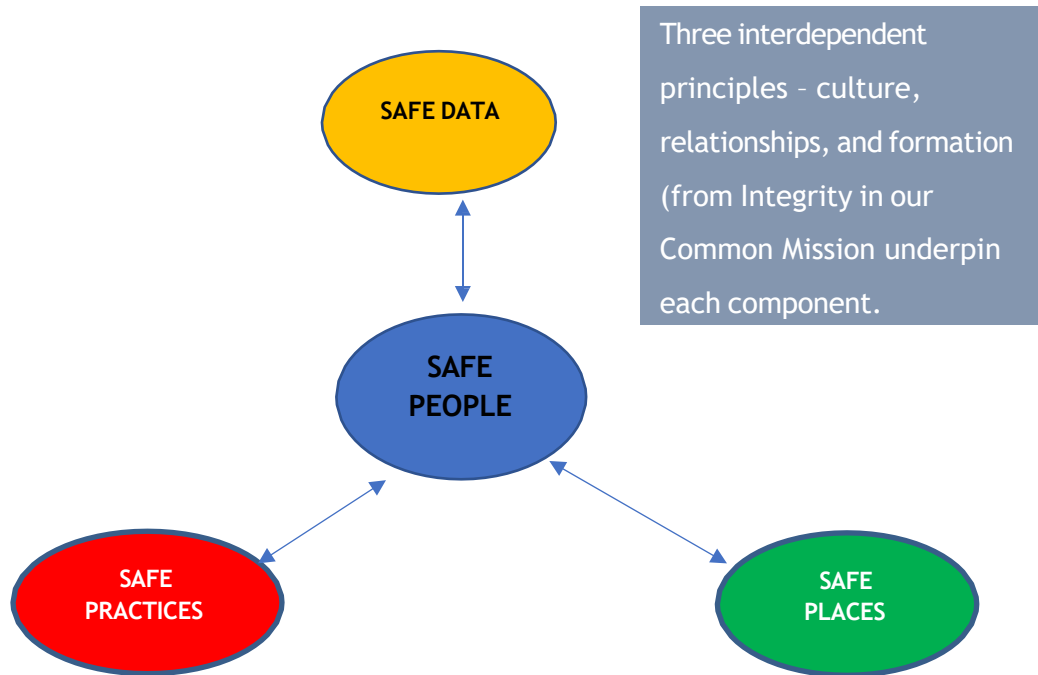 SAFE DATA
Three interdependent
principles – culture,
relationships, and formation
(from Integrity in our
Common Mission underpin
each component.
SAFE
PEOPLE
SAFE
PRACTICES
SAFE
PLACES